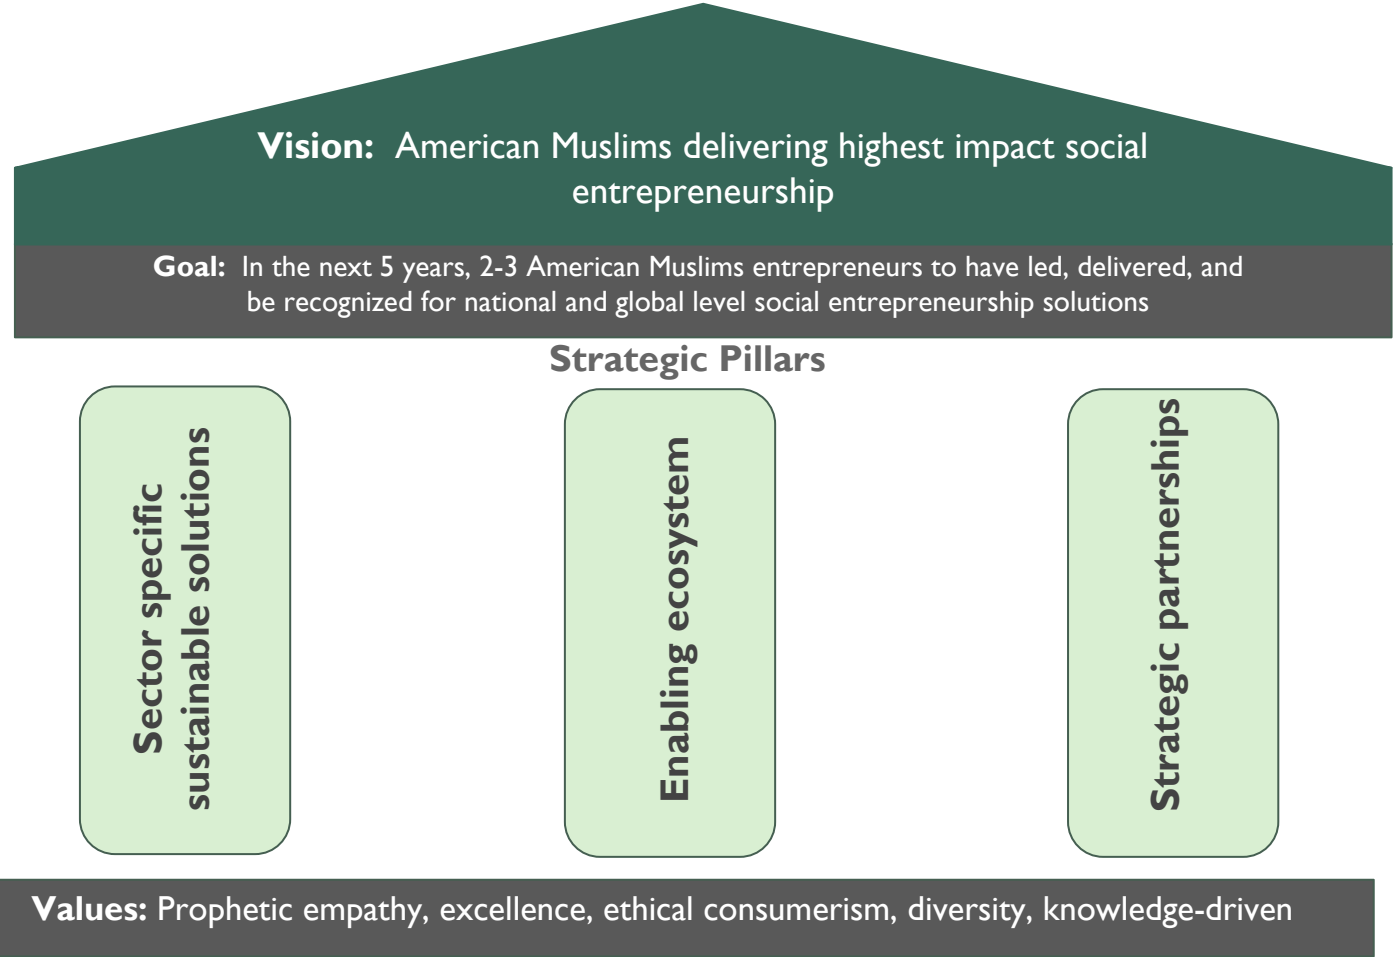 Vision: American Muslims delivering highest impact social
entrepreneurship
Goal: In the next 5 years, 2-3 American Muslims entrepreneurs to have led, delivered, and
be recognized for national and global level social entrepreneurship solutions
Strategic Pillars
Sector specific
sustainable solutions
Enabling ecosystem
Strategic partnerships
Values: Prophetic empathy, excellence, ethical consumerism, diversity, knowledge-driven